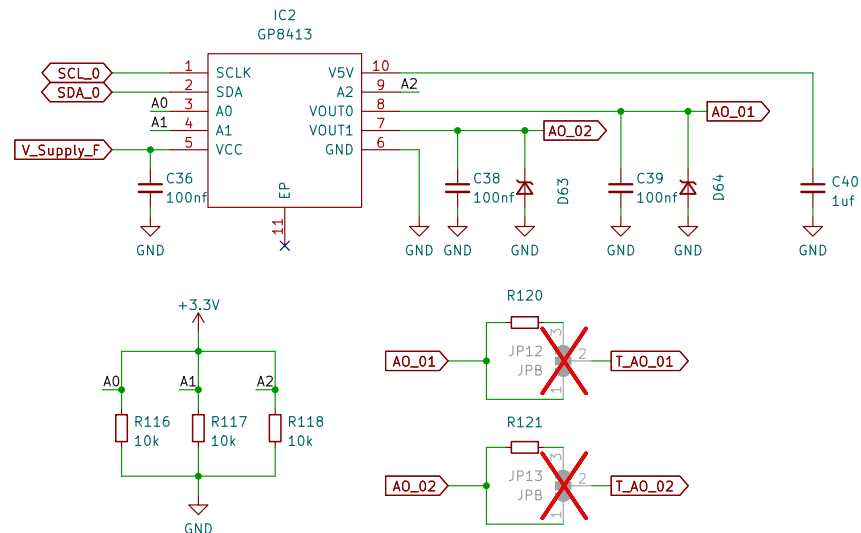 IC2
GP8413
SCL_0
1
SCLK
V5V
10
SDA_0
2
SDA
A2
9
A2
A0
3
A0
VOUT0
8
AO_01
A1
4
A1
VOUT1
7
AO_02
V_Supply_F
5
VCC
GND
6
C36
100nf
C38
100nf
D63
C39
100nf
D64
C40
1uf
EP
11
GND
GND
GND
GND
GND
GND
GND
+3.3V
A0
A1
A2
R116
10k
R117
10k
R118
10k
GND
R120
3
AO_01
JP12
JPB
2
T_AO_01
1
R121
3
AO_02
JP13
JPB
2
T_AO_02
1